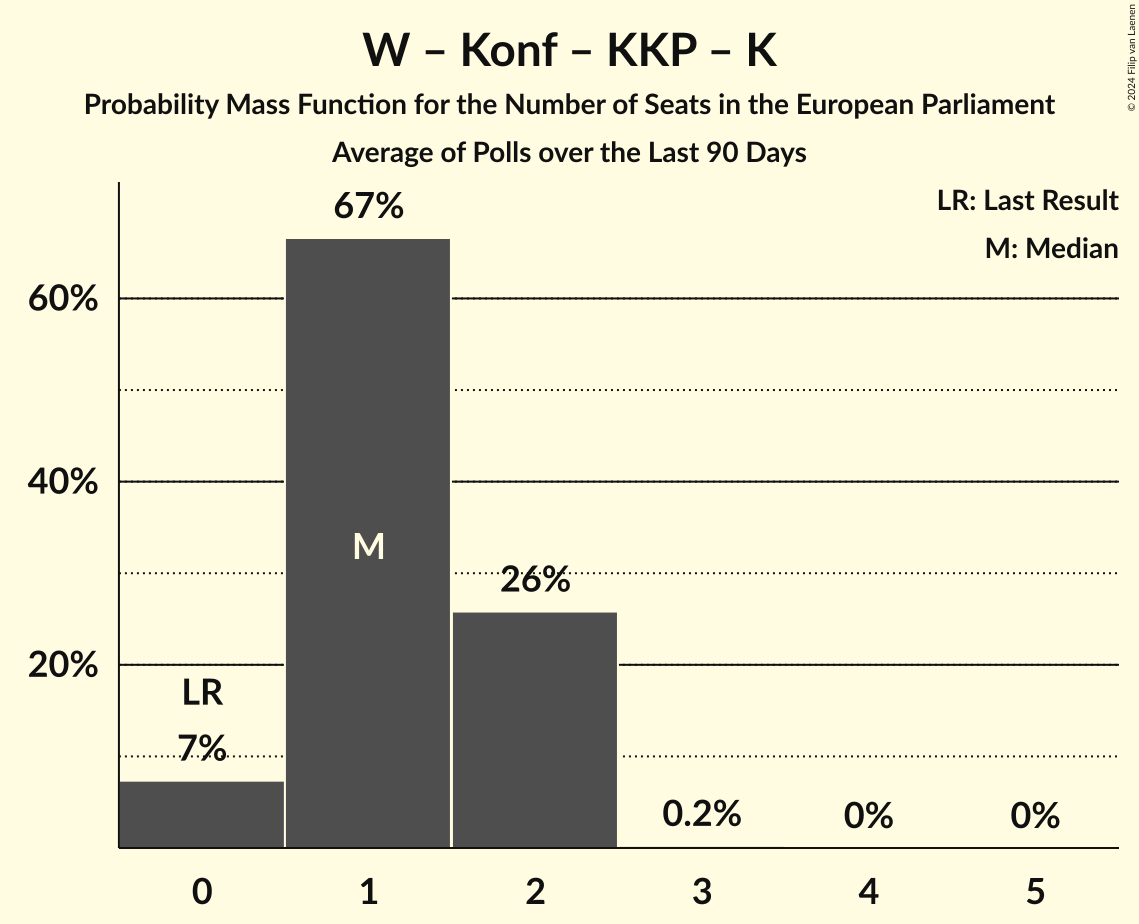 W – Konf – KKP – K
Probability Mass Function for the Number of Seats in the European Parliament
Average of Polls over the Last 90 Days
© 2024 Filip van Laenen
LR: Last Result
M: Median
67%
60%
40%
M
26%
20%
LR
7%
0.2%
0%
0%
0 1 2 3 4 5